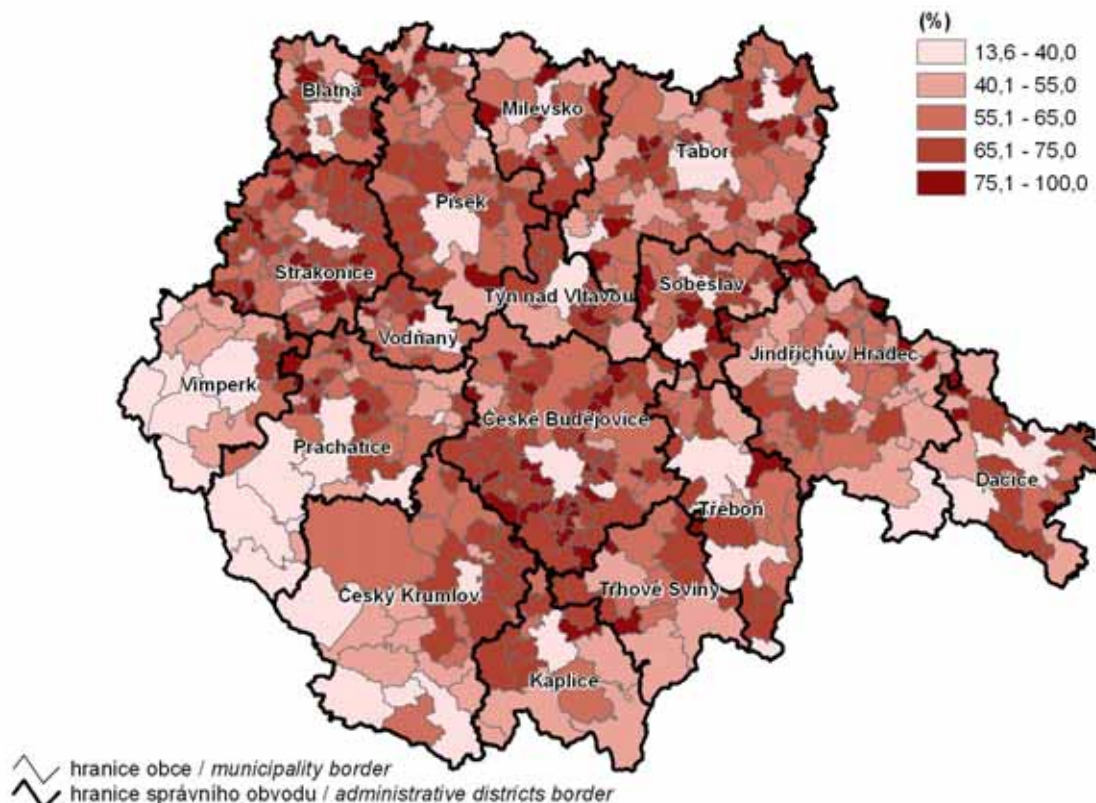 (%)
13,6 - 40,0
40,1 - 55,0
55,1 - 65,0
65,1 - 75,0
75,1 - 100,0
Blatná
Milevsko
Tábor
Písek
Strakonice
Týn nad Vltavou
Soběslav
Vodňany
Jindřichův Hradec
Vimperk
České Budějovice
Prachatice
Dačice
Třeboň
Český Krumlov
Trhové Sviny
Kaplice
hranice obce / municipality border
hranice správního obvodu / administrative districts border